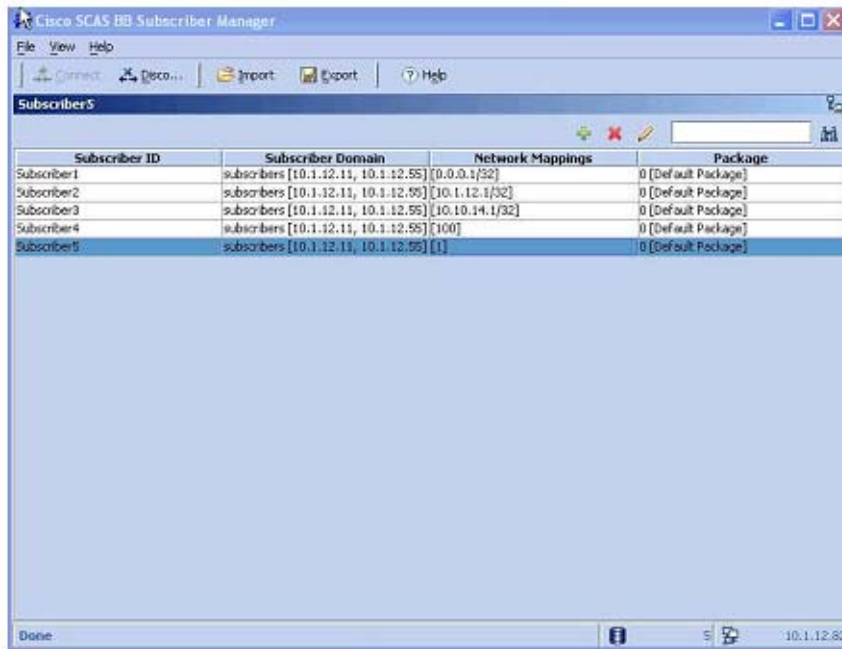 Cisco SCAS BB Subscriber Manager
File View Help
Connect Disco... Import Export Help
Subscriber5
Subscriber ID Subscriber Domain Network Mappings Package
Subscriber1 subscribers [10.1.12.11, 10.1.12.55] [0.0.0.1/32] 0 [Default Package]
Subscriber2 subscribers [10.1.12.11, 10.1.12.55] [10.1.12.1/32] 0 [Default Package]
Subscriber3 subscribers [10.1.12.11, 10.1.12.55] [10.10.14.1/32] 0 [Default Package]
Subscriber4 subscribers [10.1.12.11, 10.1.12.55] [100] 0 [Default Package]
Subscriber5 subscribers [10.1.12.11, 10.1.12.55] [1] 0 [Default Package]
Done 5 10.1.12.82